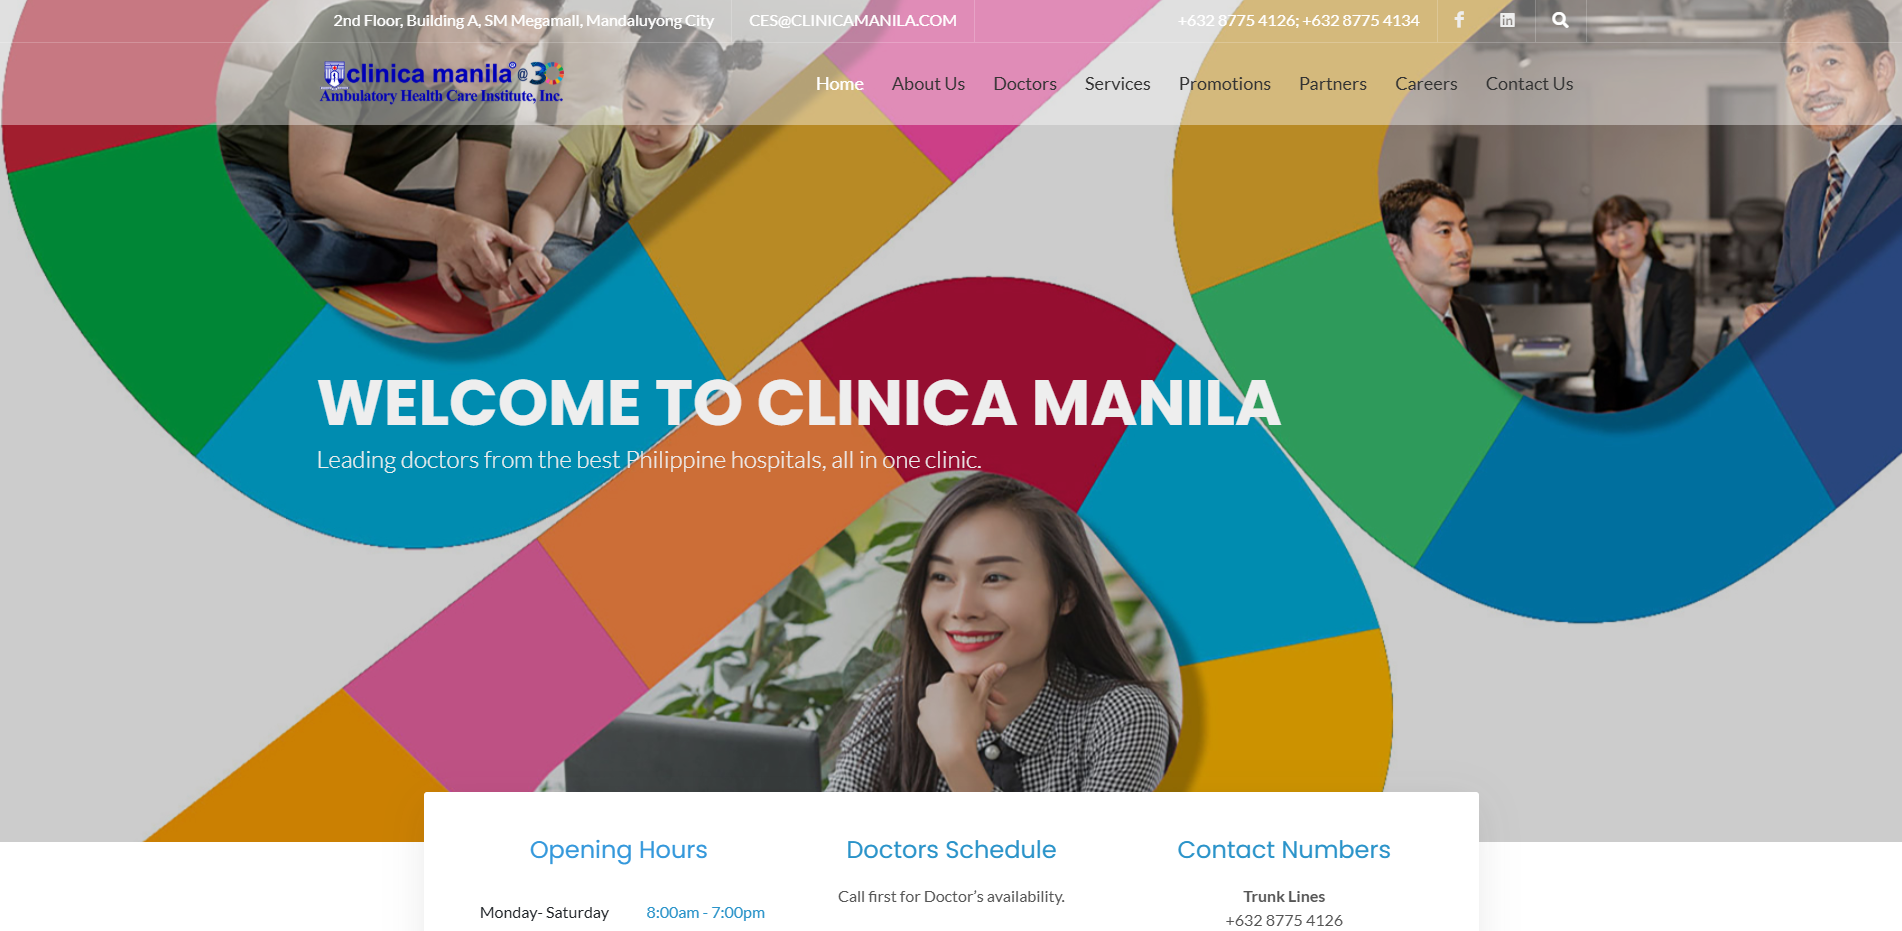 2nd Floor, Building A, SM Megamall, Mandaluyong City
CES@CLINICAMANILA.COM
+632 8775 4126; +632 8775 4134
clinica manila® @ 30
Ambulatory Health Care Institute, Inc.
Home
About Us
Doctors
Services
Promotions
Partners
Careers
Contact Us
WELCOME TO CLINICA MANILA
Leading doctors from the best Philippine hospitals, all in one clinic.
Opening Hours
Monday- Saturday 8:00am - 7:00pm
Doctors Schedule
Call first for Doctor’s availability.
Contact Numbers
Trunk Lines
+632 8775 4126